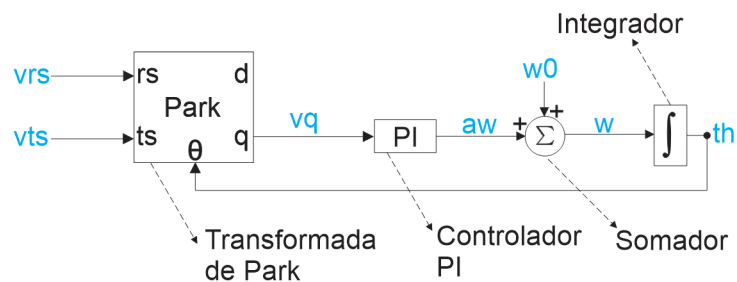 Integrador
vrs
rs
d
w0
Park
vts
ts
q
vq
PI
aw
+
+
Σ
w
∫
th
θ
Transformada
de Park
Controlador
PI
Somador